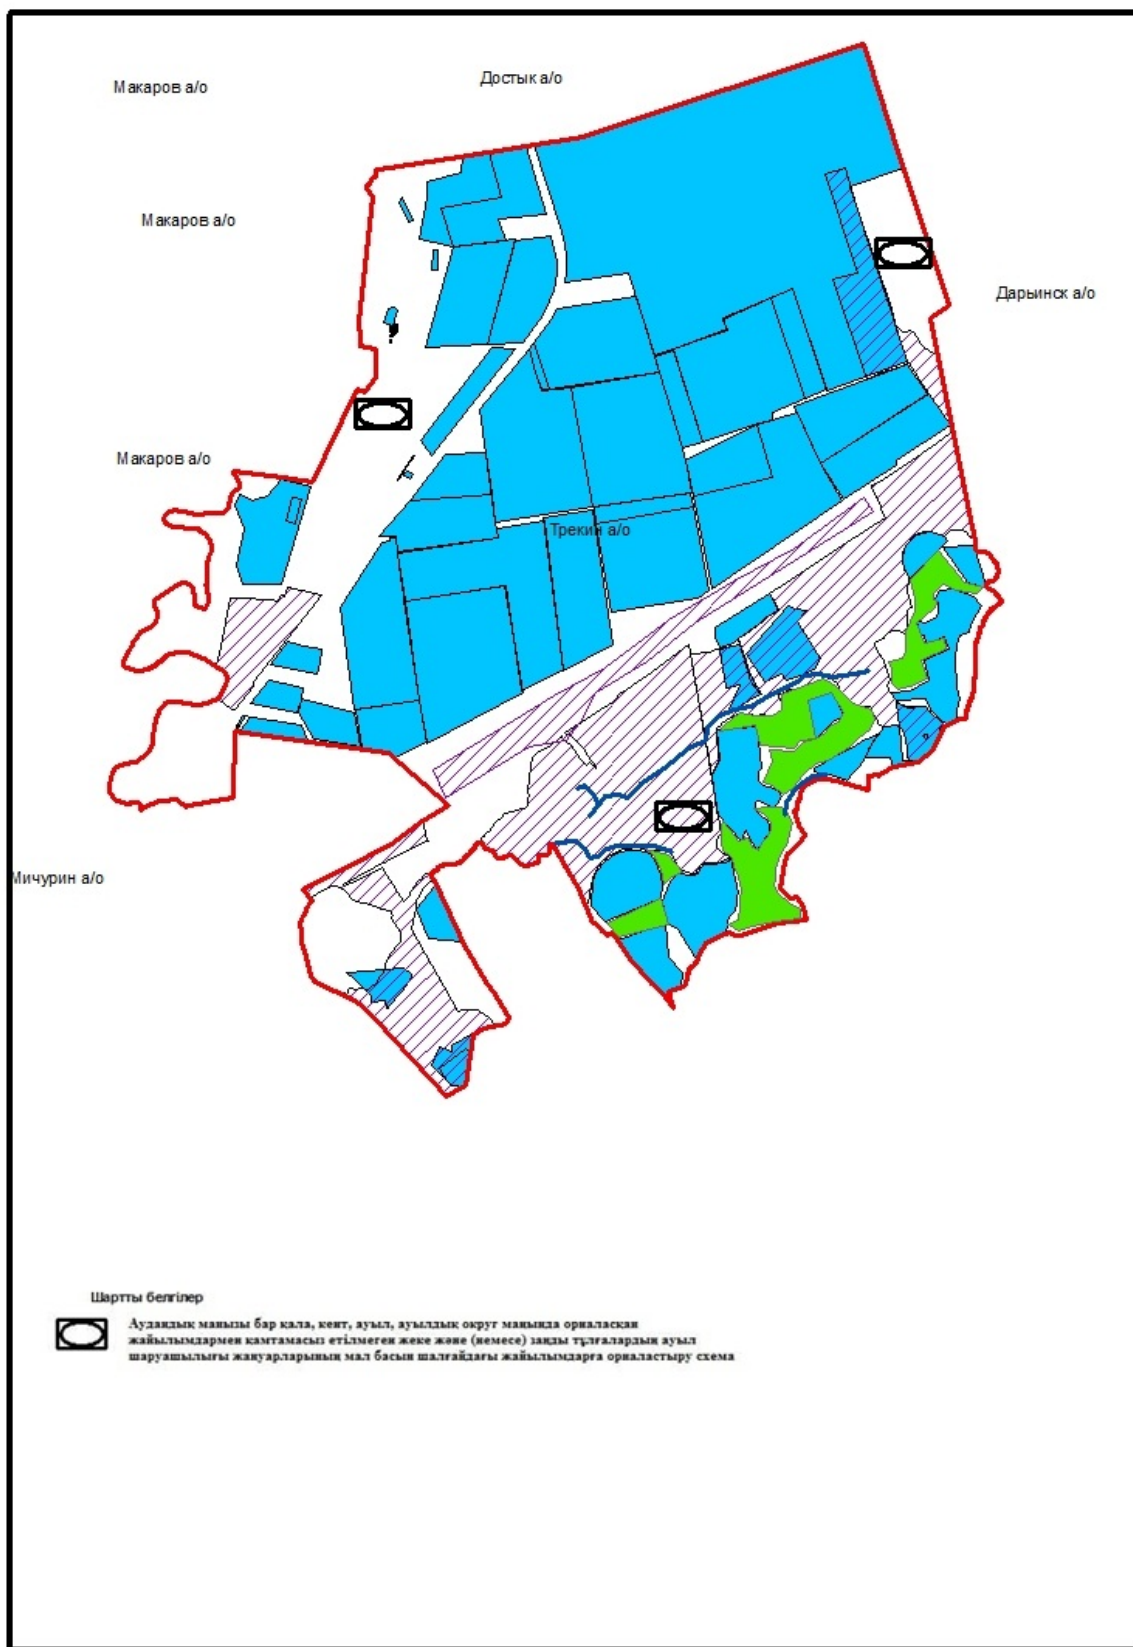 Достык а/о
Макаров а/о
Макаров а/о
Дарьинск а/о
Макаров а/о
Трекин а/о
Мичурин а/о
Шартты белгілер
Аудандық маңызы бар қала, кент, ауыл, ауылдық округ маңында орналасқан
жайылымдармен қамтамасыз етілмеген жеке және (немесе) заңды тұлғалардың ауыл
шаруашылығы жануарларының мал басын шалғайдағы жайылымдарға орналастыру схема